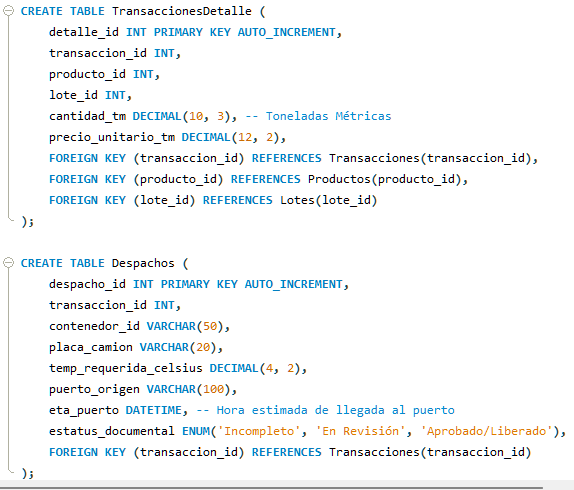 CREATE TABLE TransaccionesDetalle (
detalle_id INT PRIMARY KEY AUTO_INCREMENT,
transaccion_id INT,
producto_id INT,
lote_id INT,
cantidad_tm DECIMAL(10, 3), -- Toneladas Métricas
precio_unitario_tm DECIMAL(12, 2),
FOREIGN KEY (transaccion_id) REFERENCES Transacciones(transaccion_id),
FOREIGN KEY (producto_id) REFERENCES Productos(producto_id),
FOREIGN KEY (lote_id) REFERENCES Lotes(lote_id)
);
CREATE TABLE Despachos (
despacho_id INT PRIMARY KEY AUTO_INCREMENT,
transaccion_id INT,
contenedor_id VARCHAR(50),
placa_camion VARCHAR(20),
temp_requerida_celsius DECIMAL(4, 2),
puerto_origen VARCHAR(100),
eta_puerto DATETIME, -- Hora estimada de llegada al puerto
estatus_documental ENUM('Incompleto', 'En Revisión', 'Aprobado/Liberado'),
FOREIGN KEY (transaccion_id) REFERENCES Transacciones(transaccion_id)
);